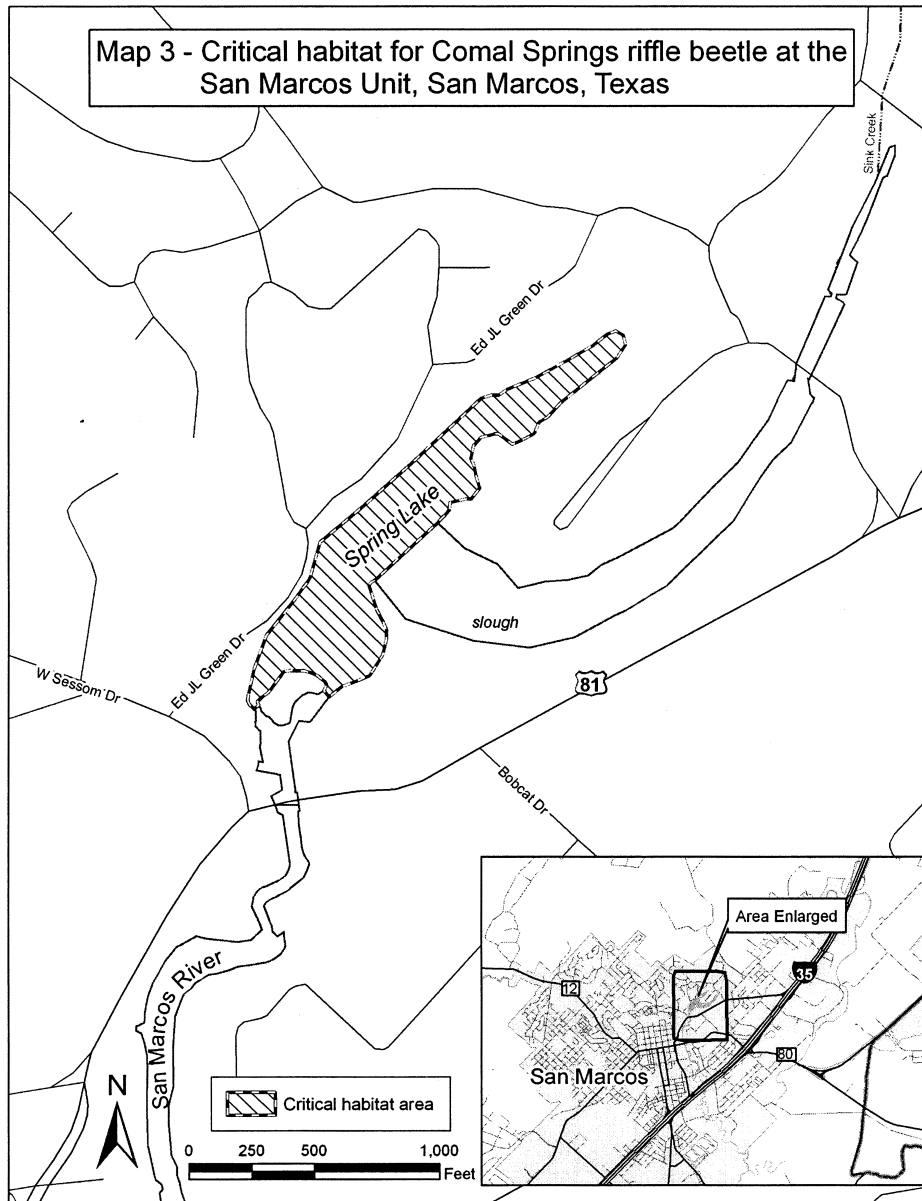 Map 3 - Critical habitat for Comal Springs riffle beetle at the
San Marcos Unit, San Marcos, Texas
Sink Creek
Ed JL Green Dr
Spring Lake
slough
Ed JL Green Dr
W Sessom Dr
81
Bobcat Dr
San Marcos River
N
Critical habitat area
0 250 500 1,000
Feet
Area Enlarged
35
12
80
San Marcos